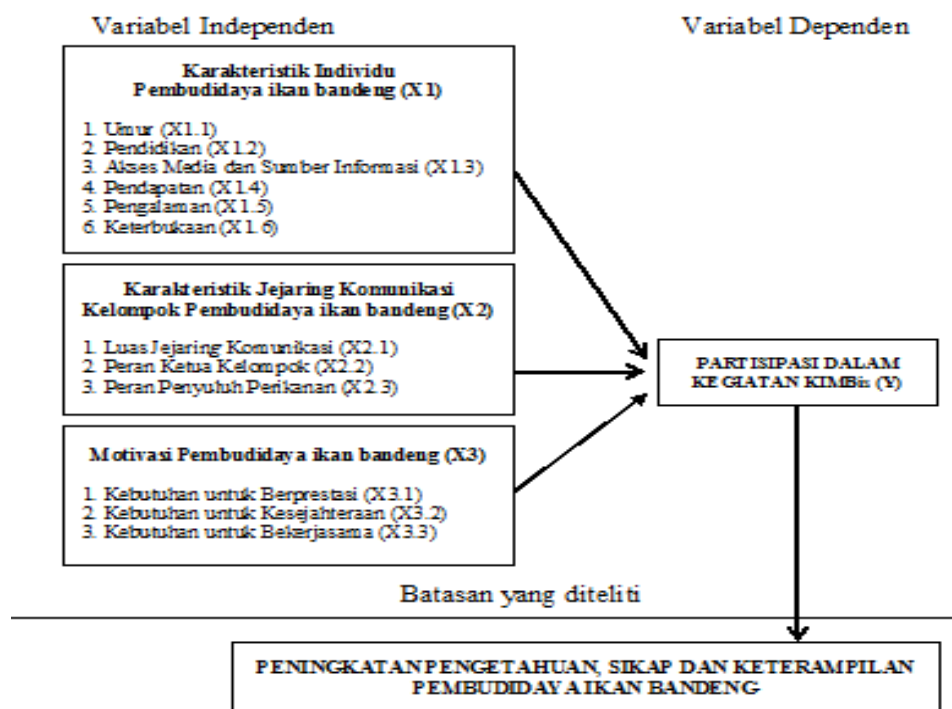 Variabel Independen
Variabel Dependen
Karakteristik Individu
Pembudidaya ikan bandeng (X1)
1. Umur (X1.1)
2. Pendidikan (X1.2)
3. Akses Media dan Sumber Informasi (X1.3)
4. Pendapatan (X1.4)
5. Pengalaman (X1.5)
6. Keterbukaan (X1.6)
Karakteristik Jejaring Komunikasi
Kelompok Pembudidaya ikan bandeng (X2)
1. Luas Jejaring Komunikasi (X2.1)
2. Peran Ketua Kelompok (X2.2)
3. Peran Penyuluh Perikanan (X2.3)
Motivasi Pembudidaya ikan bandeng (X3)
1. Kebutuhan untuk Berprestasi (X3.1)
2. Kebutuhan untuk Kesejahteraan (X3.2)
3. Kebutuhan untuk Bekerjasama (X3.3)
PARTISIPASI DALAM
KEGIATAN KIMBis (Y)
Batasan yang diteliti
PENINGKATAN PENGETAHUAN, SIKAP DAN KETERAMPILAN
PEMBUDIDAYA IKAN BANDENG